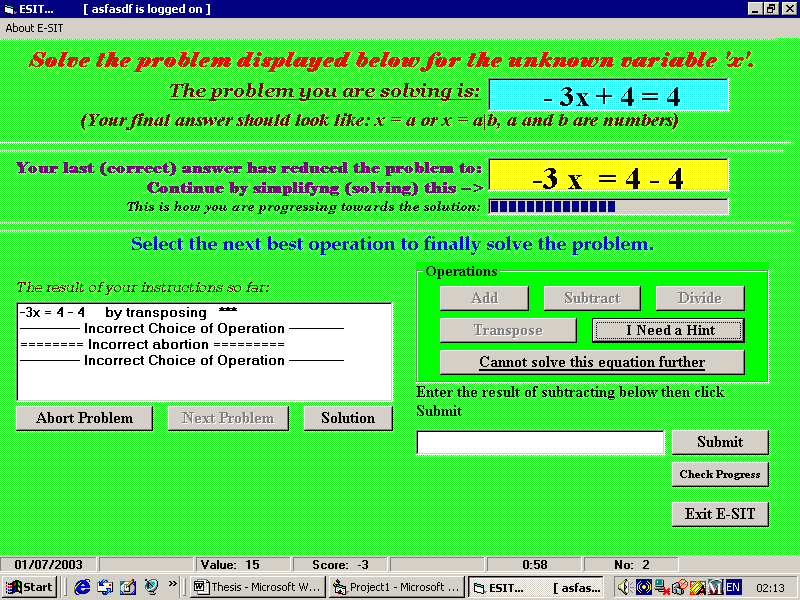 ESIT... [ asfasdf is logged on ]
About E-SIT
Solve the problem displayed below for the unknown variable 'x'.
The problem you are solving is:
- 3x + 4 = 4
(Your final answer should look like: x = a or x = a|b, a and b are numbers)
Your last (correct) answer has reduced the problem to:
Continue by simplifyng (solving) this -->
-3 x = 4 - 4
This is how you are progressing towards the solution:
Select the next best operation to finally solve the problem.
The result of your instructions so far:
-3x = 4 - 4 by transposing ***
------------ Incorrect Choice of Operation -----------
======== Incorrect abortion =========
------------ Incorrect Choice of Operation -----------
Abort Problem
Next Problem
Solution
Operations
Add
Subtract
Divide
Transpose
I Need a Hint
Cannot solve this equation further
Enter the result of subtracting below then click
Submit
Submit
Check Progress
Exit E-SIT
01/07/2003 Value: 15 Score: -3 0:58 No: 2
Start » Thesis - Microsoft W... Project1 - Microsoft ... ESIT... [ asfas... EN 02:13